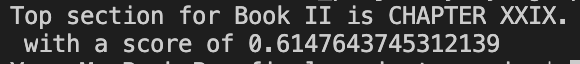 Top section for Book II is CHAPTER XXIX.
with a score of 0.6147643745312139